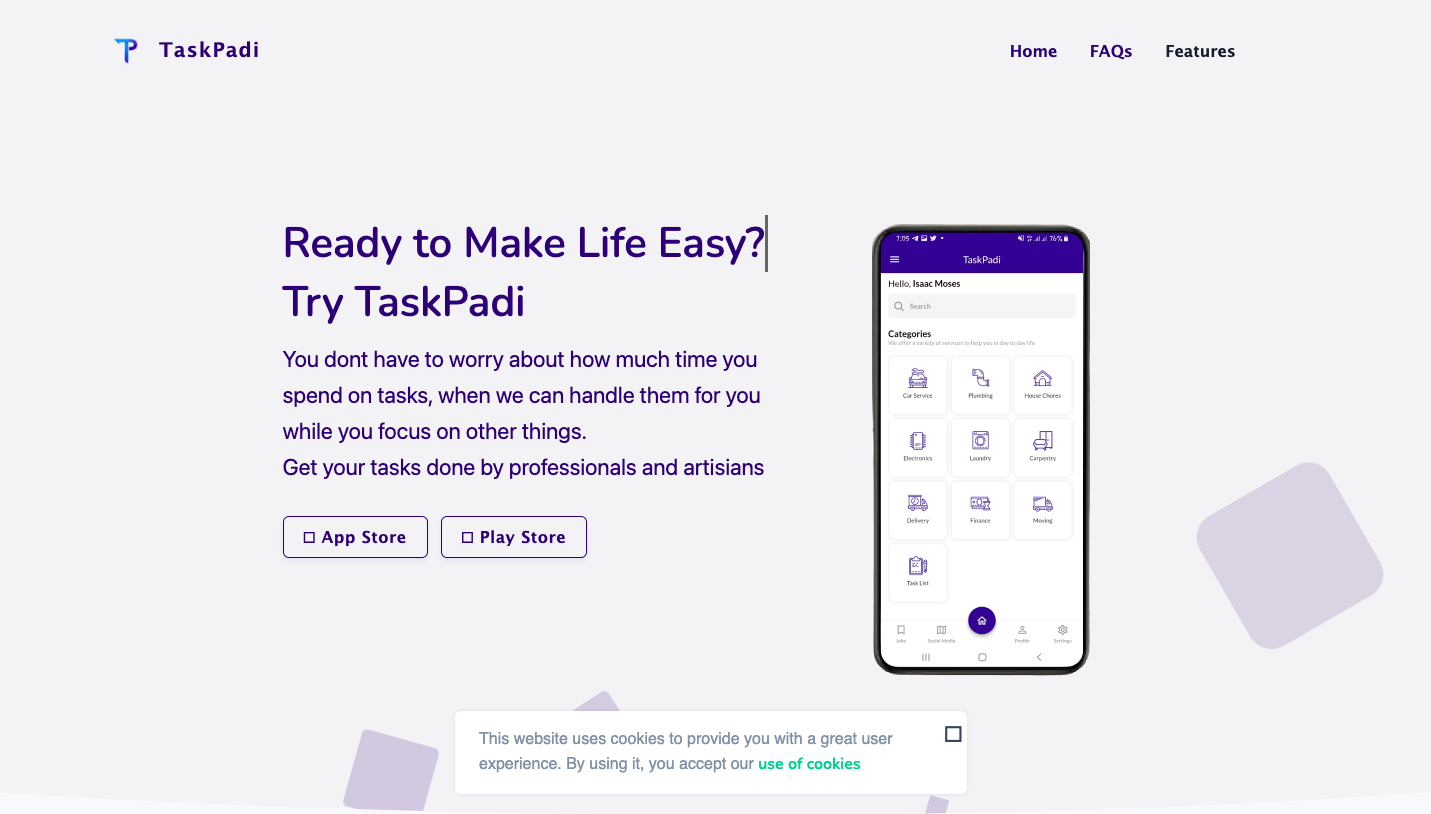 TaskPadi
Home FAQs Features
Ready to Make Life Easy?
Try TaskPadi
You dont have to worry about how much time you
spend on tasks, when we can handle them for you
while you focus on other things.
Get your tasks done by professionals and artisians
App Store Play Store
7:05 76%
TaskPadi
Hello, Isaac Moses
Search
Categories
We offer a variety of services to help you in day to day life
Car Service Plumbing House Chores
Electronics Laundry Carpentry
Delivery Finance Moving
Task List
Jobs Social Media Profile Settings
This website uses cookies to provide you with a great user
experience. By using it, you accept our use of cookies